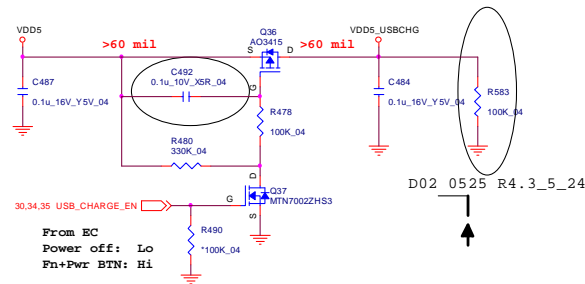 VDD5
>60 mil
S
Q36
AO3415
D
>60 mil
VDD5_USBCHG
C487
0.1u_16V_Y5V_04
C492
0.1u_10V_X5R_04
G
R478
100K_04
C484
0.1u_16V_Y5V_04
R583
100K_04
R480
330K_04
D
Q37
MTN7002ZHS3
G
S
D02 0525 R4.3_5_24
30,34,35 USB_CHARGE_EN
R490
*100K_04
From EC
Power off: Lo
Fn+Pwr BTN: Hi